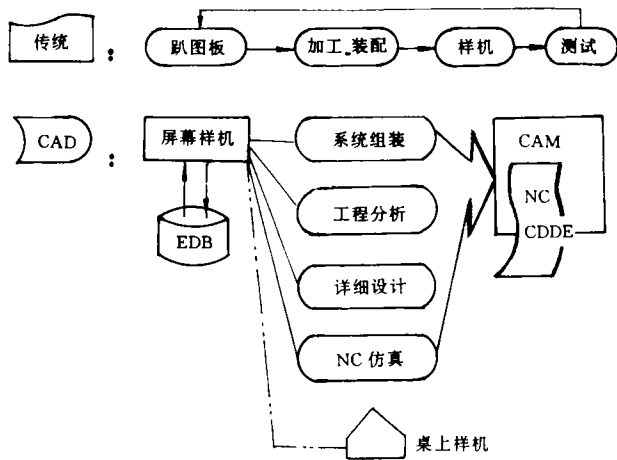 传统 : 趴图板 加工。装配 样机 测试
CAD : 屏幕样机 系统组装 CAM
工程分析 NC
EDB CDDE
详细设计
NC 仿真
桌上样机